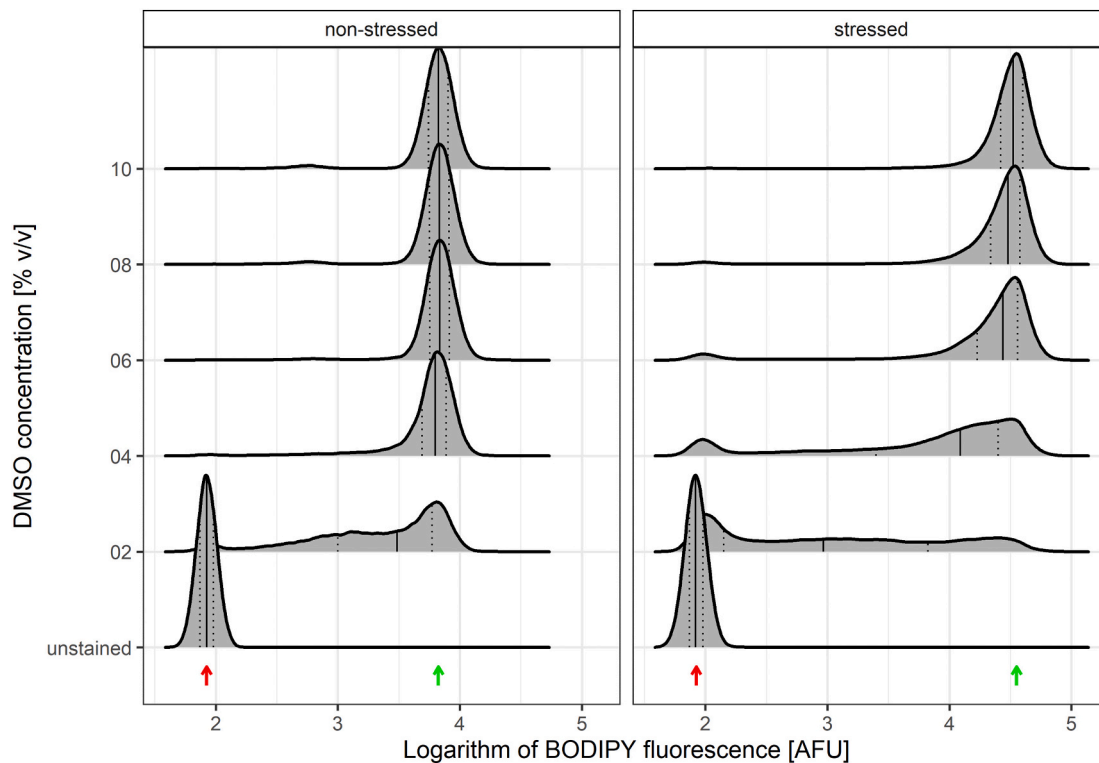 non-stressed
stressed
DMSO concentration [% v/v]
10
08
06
04
02
unstained
2 3 4 5
2 3 4 5
Logarithm of BODIPY fluorescence [AFU]